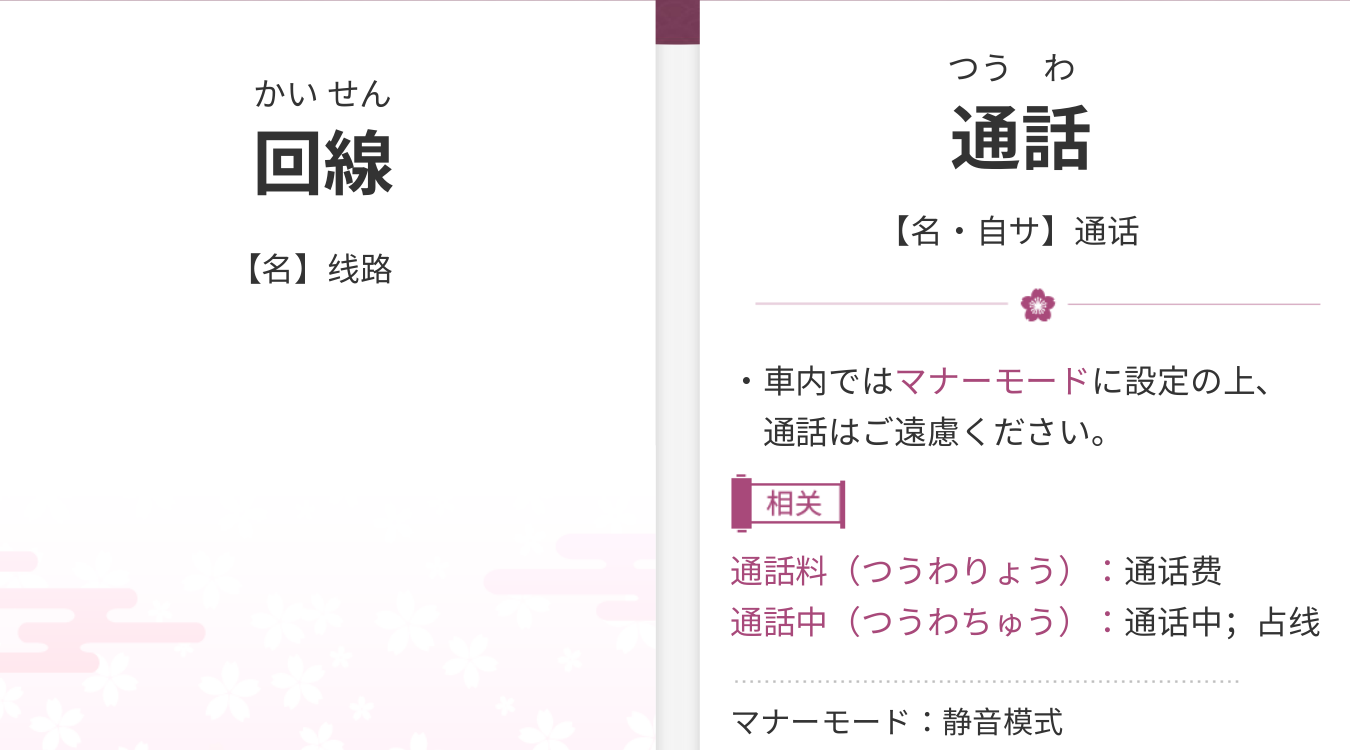 かい せん
回線
【名】线路
つう わ
通話
【名・自サ】通话
・車内ではマナーモードに設定の上、
通話はご遠慮ください。
相关
通話料（つうわりょう）：通话费
通話中（つうわちゅう）：通话中；占线
マナーモード：静音模式